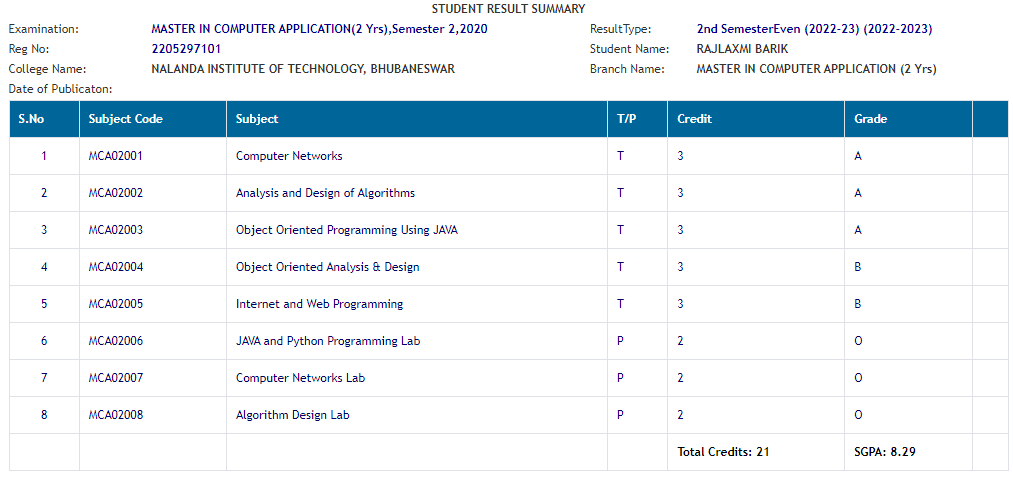 STUDENT RESULT SUMMARY
Examination: MASTER IN COMPUTER APPLICATION(2 Yrs),Semester 2,2020 ResultType: 2nd SemesterEven (2022-23) (2022-2023)
Reg No: 2205297101 Student Name: RAJLAXMI BARIK
College Name: NALANDA INSTITUTE OF TECHNOLOGY, BHUBANESWAR Branch Name: MASTER IN COMPUTER APPLICATION (2 Yrs)
Date of Publicaton:
S.No Subject Code Subject T/P Credit Grade
1 MCA02001 Computer Networks T 3 A
2 MCA02002 Analysis and Design of Algorithms T 3 A
3 MCA02003 Object Oriented Programming Using JAVA T 3 A
4 MCA02004 Object Oriented Analysis & Design T 3 B
5 MCA02005 Internet and Web Programming T 3 B
6 MCA02006 JAVA and Python Programming Lab P 2 O
7 MCA02007 Computer Networks Lab P 2 O
8 MCA02008 Algorithm Design Lab P 2 O
Total Credits: 21 SGPA: 8.29